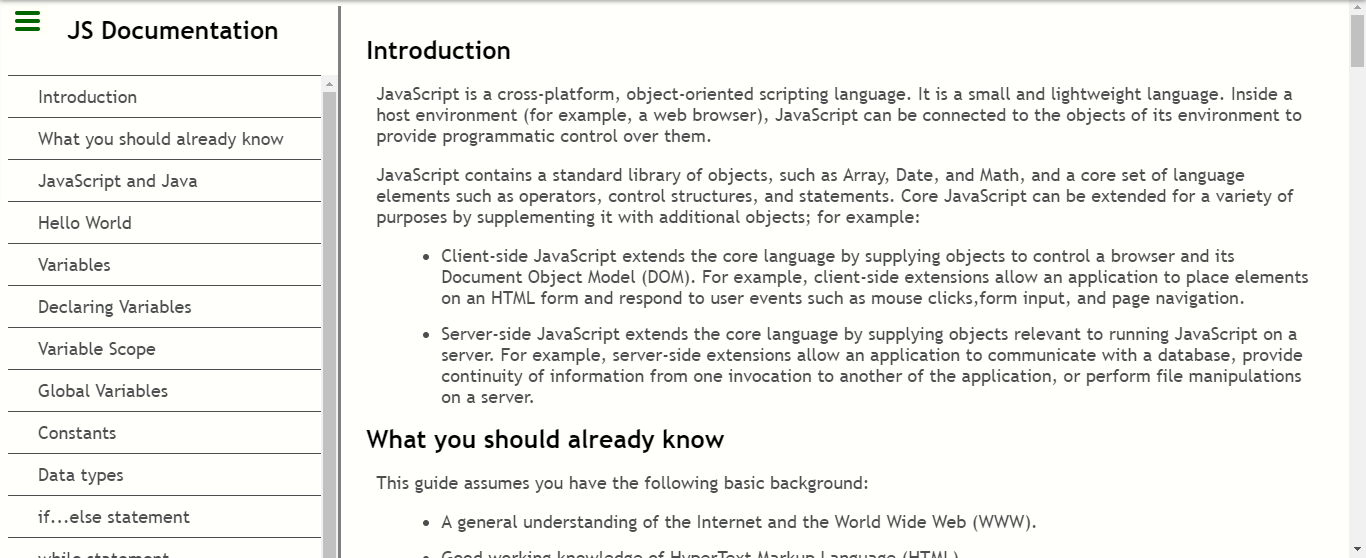 JS Documentation
Introduction
What you should already know
JavaScript and Java
Hello World
Variables
Declaring Variables
Variable Scope
Global Variables
Constants
Data types
if...else statement
while statement
Introduction
JavaScript is a cross-platform, object-oriented scripting language. It is a small and lightweight language. Inside a
host environment (for example, a web browser), JavaScript can be connected to the objects of its environment to
provide programmatic control over them.
JavaScript contains a standard library of objects, such as Array, Date, and Math, and a core set of language
elements such as operators, control structures, and statements. Core JavaScript can be extended for a variety of
purposes by supplementing it with additional objects; for example:
• Client-side JavaScript extends the core language by supplying objects to control a browser and its
Document Object Model (DOM). For example, client-side extensions allow an application to place elements
on an HTML form and respond to user events such as mouse clicks,form input, and page navigation.
• Server-side JavaScript extends the core language by supplying objects relevant to running JavaScript on a
server. For example, server-side extensions allow an application to communicate with a database, provide
continuity of information from one invocation to another of the application, or perform file manipulations
on a server.
What you should already know
This guide assumes you have the following basic background:
• A general understanding of the Internet and the World Wide Web (WWW).
• Good working knowledge of HyperText Markup Language (HTML).